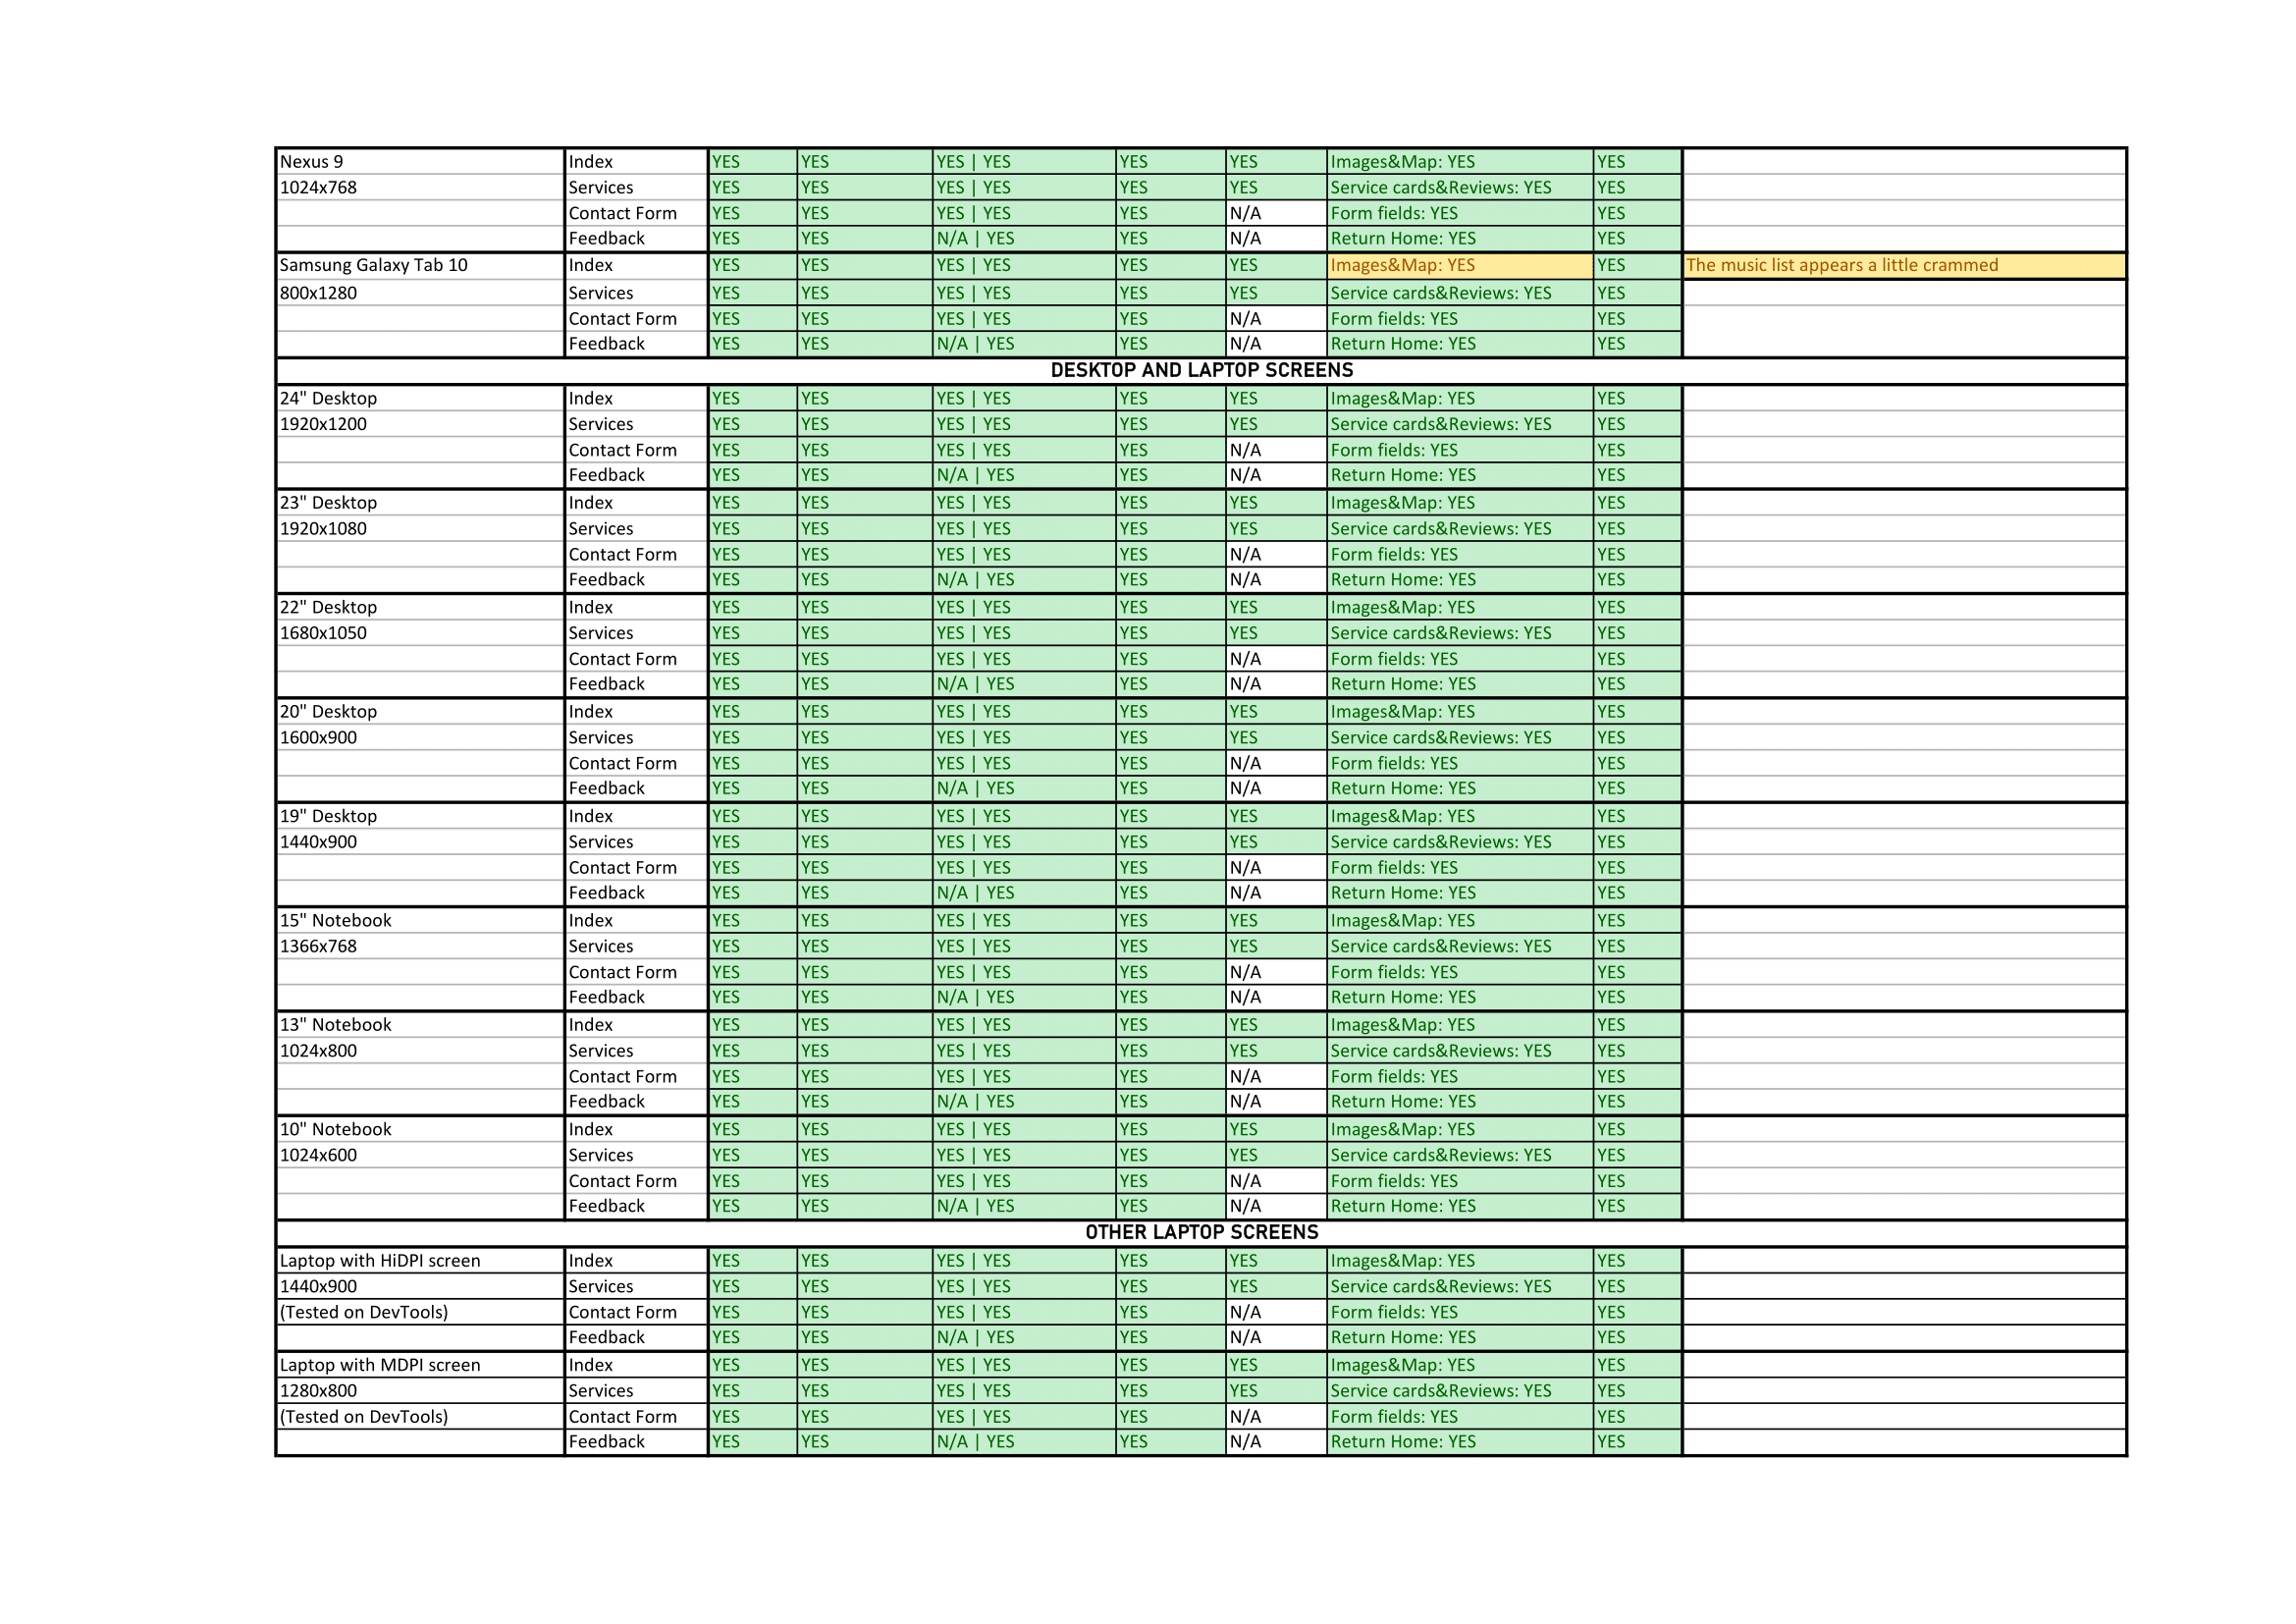 Nexus 9 Index YES YES YES | YES YES YES Images&Map: YES YES
1024x768 Services YES YES YES | YES YES YES Service cards&Reviews: YES YES
Contact Form YES YES YES | YES YES N/A Form fields: YES YES
Feedback YES YES N/A | YES YES N/A Return Home: YES YES
Samsung Galaxy Tab 10 Index YES YES YES | YES YES YES Images&Map: YES YES The music list appears a little crammed
800x1280 Services YES YES YES | YES YES YES Service cards&Reviews: YES YES
Contact Form YES YES YES | YES YES N/A Form fields: YES YES
Feedback YES YES N/A | YES YES N/A Return Home: YES YES
DESKTOP AND LAPTOP SCREENS
24" Desktop Index YES YES YES | YES YES YES Images&Map: YES YES
1920x1200 Services YES YES YES | YES YES YES Service cards&Reviews: YES YES
Contact Form YES YES YES | YES YES N/A Form fields: YES YES
Feedback YES YES N/A | YES YES N/A Return Home: YES YES
23" Desktop Index YES YES YES | YES YES YES Images&Map: YES YES
1920x1080 Services YES YES YES | YES YES YES Service cards&Reviews: YES YES
Contact Form YES YES YES | YES YES N/A Form fields: YES YES
Feedback YES YES N/A | YES YES N/A Return Home: YES YES
22" Desktop Index YES YES YES | YES YES YES Images&Map: YES YES
1680x1050 Services YES YES YES | YES YES YES Service cards&Reviews: YES YES
Contact Form YES YES YES | YES YES N/A Form fields: YES YES
Feedback YES YES N/A | YES YES N/A Return Home: YES YES
20" Desktop Index YES YES YES | YES YES YES Images&Map: YES YES
1600x900 Services YES YES YES | YES YES YES Service cards&Reviews: YES YES
Contact Form YES YES YES | YES YES N/A Form fields: YES YES
Feedback YES YES N/A | YES YES N/A Return Home: YES YES
19" Desktop Index YES YES YES | YES YES YES Images&Map: YES YES
1440x900 Services YES YES YES | YES YES YES Service cards&Reviews: YES YES
Contact Form YES YES YES | YES YES N/A Form fields: YES YES
Feedback YES YES N/A | YES YES N/A Return Home: YES YES
15" Notebook Index YES YES YES | YES YES YES Images&Map: YES YES
1366x768 Services YES YES YES | YES YES YES Service cards&Reviews: YES YES
Contact Form YES YES YES | YES YES N/A Form fields: YES YES
Feedback YES YES N/A | YES YES N/A Return Home: YES YES
13" Notebook Index YES YES YES | YES YES YES Images&Map: YES YES
1024x800 Services YES YES YES | YES YES YES Service cards&Reviews: YES YES
Contact Form YES YES YES | YES YES N/A Form fields: YES YES
Feedback YES YES N/A | YES YES N/A Return Home: YES YES
10" Notebook Index YES YES YES | YES YES YES Images&Map: YES YES
1024x600 Services YES YES YES | YES YES YES Service cards&Reviews: YES YES
Contact Form YES YES YES | YES YES N/A Form fields: YES YES
Feedback YES YES N/A | YES YES N/A Return Home: YES YES
OTHER LAPTOP SCREENS
Laptop with HiDPI screen Index YES YES YES | YES YES YES Images&Map: YES YES
1440x900 Services YES YES YES | YES YES YES Service cards&Reviews: YES YES
(Tested on DevTools) Contact Form YES YES YES | YES YES N/A Form fields: YES YES
Feedback YES YES N/A | YES YES N/A Return Home: YES YES
Laptop with MDPI screen Index YES YES YES | YES YES YES Images&Map: YES YES
1280x800 Services YES YES YES | YES YES YES Service cards&Reviews: YES YES
(Tested on DevTools) Contact Form YES YES YES | YES YES N/A Form fields: YES YES
Feedback YES YES N/A | YES YES N/A Return Home: YES YES